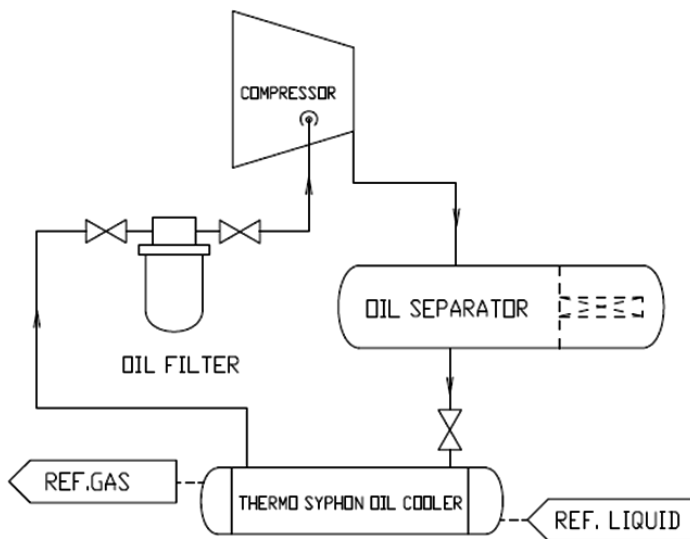 COMPRESSOR
OIL SEPARATOR
OIL FILTER
REF.GAS
THERMO SYPHON OIL COOLER
REF. LIQUID